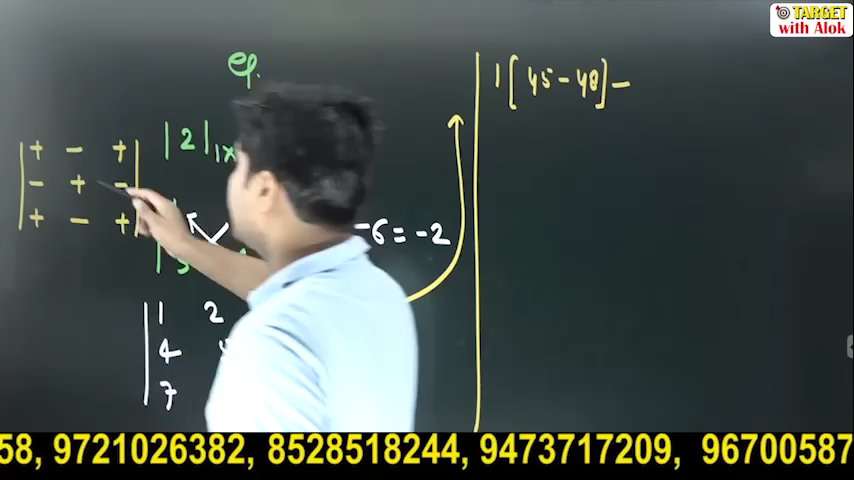 TARGET
with Alok
eg.
1 [ 45 - 48 ] -
+ - +
- + -
+ - +
| 2 | 1x
- 6 = - 2
1 2
4
7
58, 9721026382, 8528518244, 9473717209, 96700587